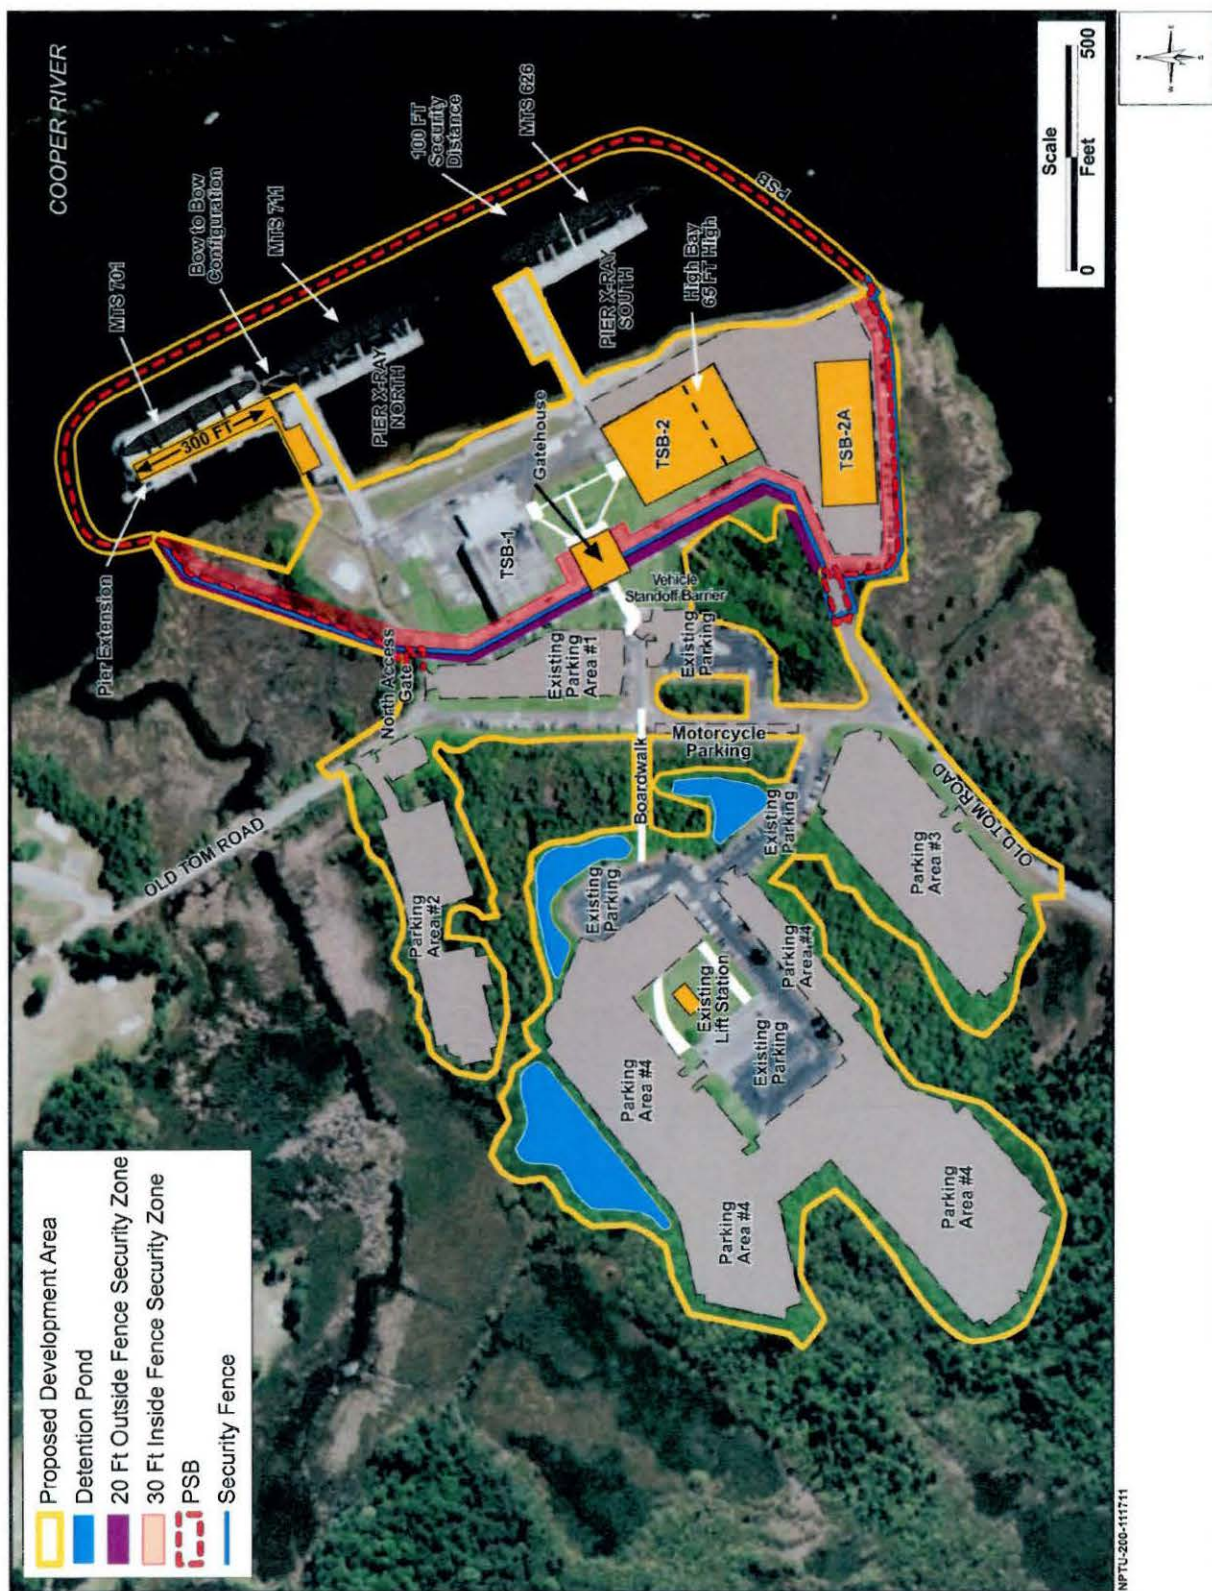 COOPER RIVER
MTS 701
Bow to Bow
Configuration
MTS 711
100 FT
Security
Distance
MTS 626
Scale
0
500
Feet
N
E
S
W
PSB
300 FT
PIER X-RAY
NORTH
PIER X-RAY
SOUTH
High Bay
65 FT High
Pier Extension
TSB-1
Gatehouse
TSB-2
TSB-2A
North Access
Gate
Vehicle
Standoff Barrier
Existing
Parking
Area #1
Existing
Parking
Motorcycle
Parking
OLD TOM ROAD
Boardwalk
Existing
Parking
OLD TOM ROAD
Parking
Area #2
Existing
Parking
Parking
Area #3
Existing
Lift Station
Parking
Area #4
Existing
Parking
Parking
Area #4
Parking
Area #4
Parking
Area #4
Proposed Development Area
Detention Pond
20 Ft Outside Fence Security Zone
30 Ft Inside Fence Security Zone
PSB
Security Fence
NPTU-200-111711